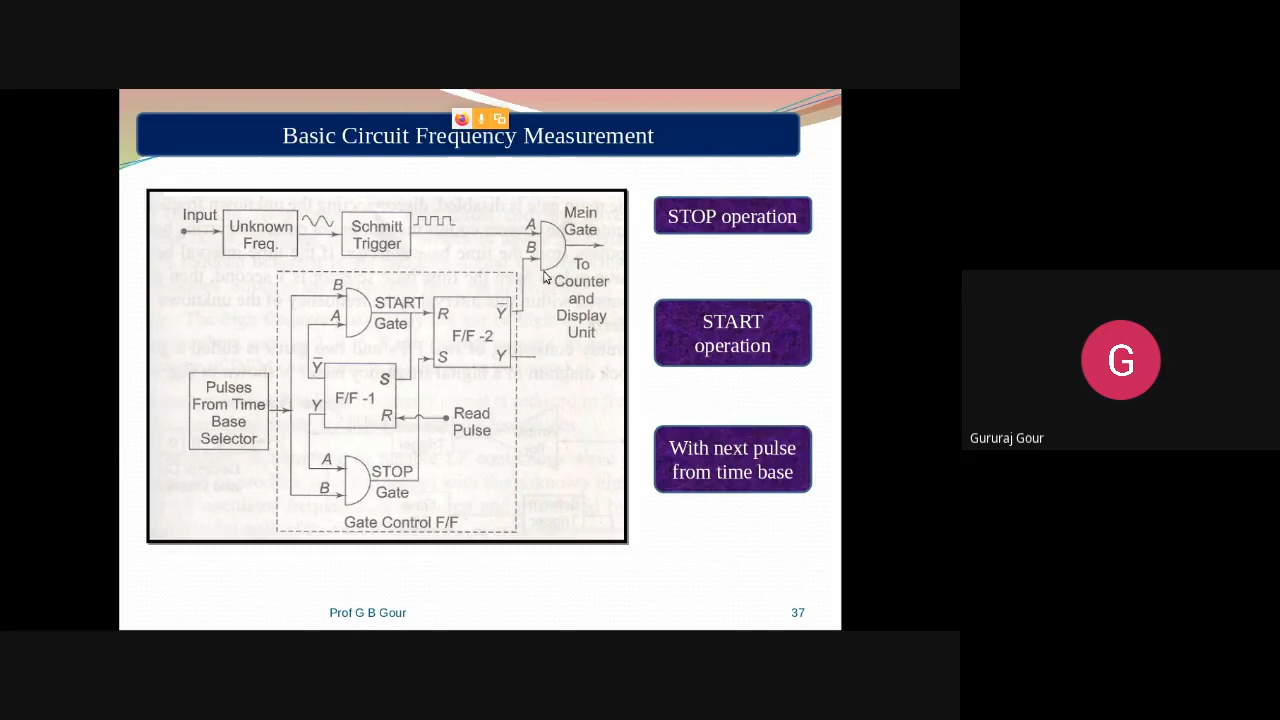 Basic Circuit Frequency Measurement
Input
Unknown
Freq.
Schmitt
Trigger
A
B
Main
Gate
To
Counter
and
Display
Unit
B
A
START
Gate
R
Y̅
F/F -2
S
Y
Y̅
S
F/F -1
Y
R
Read
Pulse
Pulses
From Time
Base
Selector
A
B
STOP
Gate
Gate Control F/F
STOP operation
START
operation
With next pulse
from time base
Prof G B Gour
37
G
Gururaj Gour